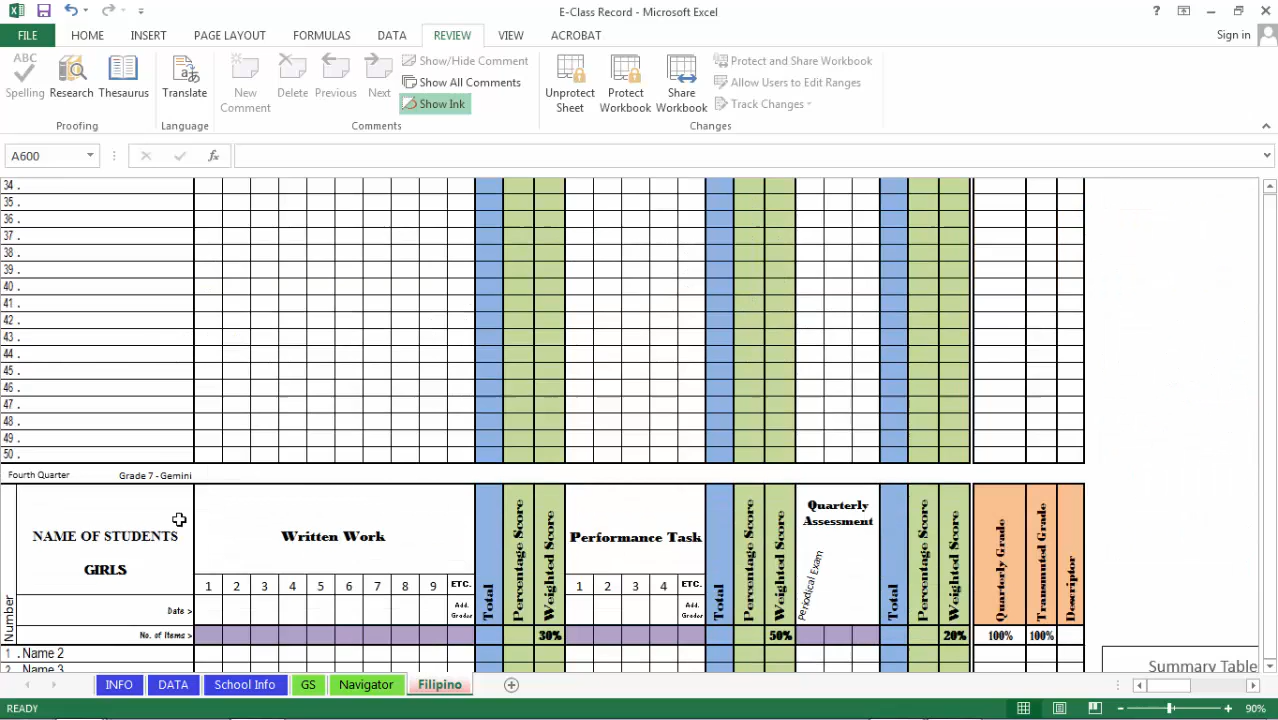 E-Class Record - Microsoft Excel
FILE HOME INSERT PAGE LAYOUT FORMULAS DATA REVIEW VIEW ACROBAT Sign in
ABC
Spelling Research Thesaurus Translate New Comment Delete Previous Next
Show/Hide Comment
Show All Comments
Show Ink
Unprotect Sheet Protect Workbook Share Workbook
Protect and Share Workbook
Allow Users to Edit Ranges
Track Changes
Proofing Language Comments Changes
A600 fx
34 .
35 .
36 .
37 .
38 .
39 .
40 .
41 .
42 .
43 .
44 .
45 .
46 .
47 .
48 .
49 .
50 .
Fourth Quarter Grade 7 - Gemini
Number
NAME OF STUDENTS
GIRLS
Written Work
1 2 3 4 5 6 7 8 9 ETC.
Add. Grades
Total
Percentage Score
Weighted Score
Performance Task
1 2 3 4 ETC.
Add. Grades
Total
Percentage Score
Weighted Score
Quarterly Assessment
Periodical Exam
Total
Percentage Score
Weighted Score
Quarterly Grade
Transmuted Grade
Descriptor
Date >
No. of Items > 30% 50% 20% 100% 100%
1 . Name 2
2 Name 3
Summary Table
INFO DATA School Info GS Navigator Filipino
READY 90%